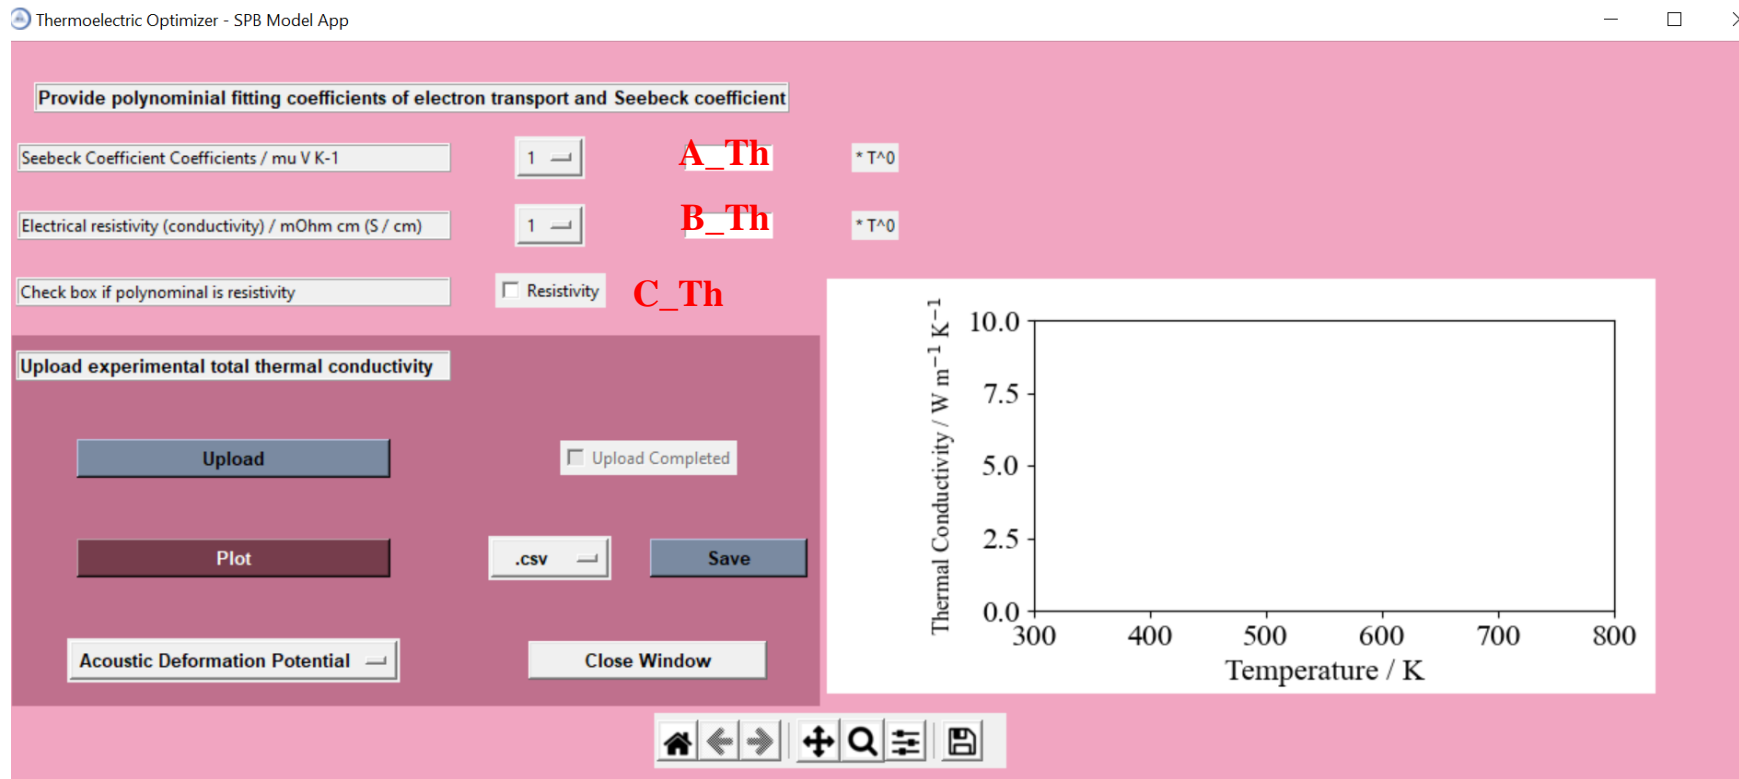 Thermoelectric Optimizer - SPB Model App
Provide polynominial fitting coefficients of electron transport and Seebeck coefficient
Seebeck Coefficient Coefficients / mu V K-1
1
A_Th
* T^0
Electrical resistivity (conductivity) / mOhm cm (S / cm)
1
B_Th
* T^0
Check box if polynominal is resistivity
Resistivity
C_Th
Upload experimental total thermal conductivity
Upload
Upload Completed
Plot
.csv
Save
Acoustic Deformation Potential
Close Window
Thermal Conductivity / W m⁻¹ K⁻¹
10.0
7.5
5.0
2.5
0.0
300 400 500 600 700 800
Temperature / K